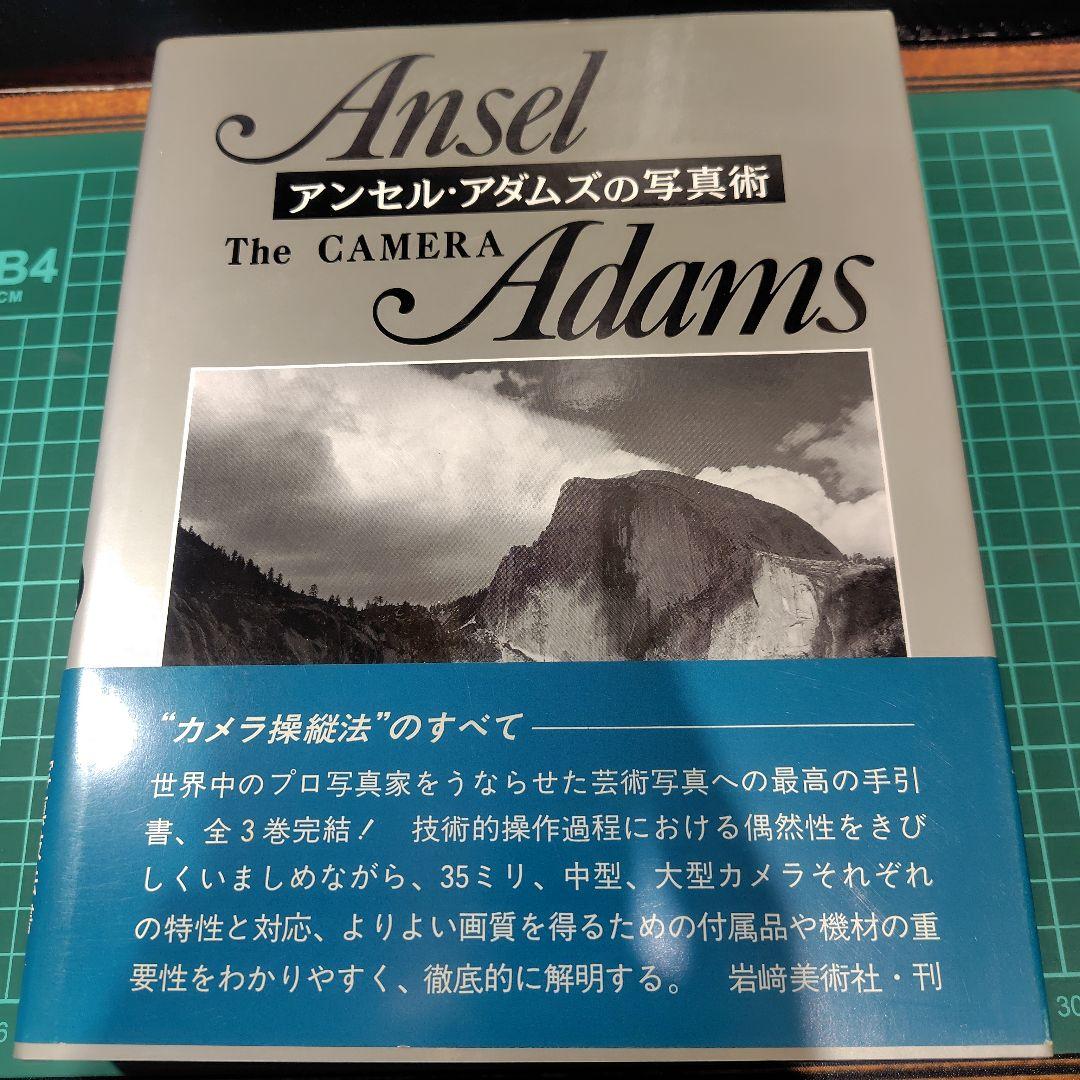 Ansel
アンセル・アダムズの写真術
The CAMERA
Adams
“カメラ操縦法”のすべて
世界中のプロ写真家をうならせた芸術写真への最高の手引
書、全3巻完結! 技術的操作過程における偶然性をきび
しくいましめながら、35ミリ、中型、大型カメラそれぞれ
の特性と対応、よりよい画質を得るための付属品や機材の重
要性をわかりやすく、徹底的に解明する。 岩﨑美術社・刊
B4
CM
6
30